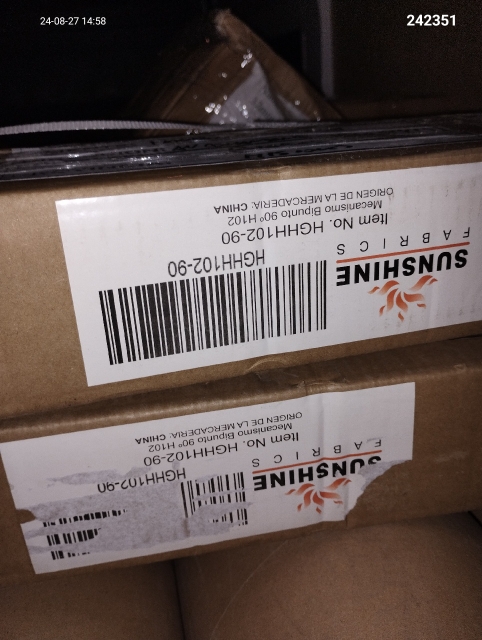 24-08-27 14:58
242351
SUNSHINE
FABRICS
HGHH102-90
Item No. HGHH102-90
Mecanismo Bipunto 90º H102
ORIGEN DE LA MERCADERIA: CHINA
SUNSHINE
FABRICS
HGHH102-90
Item No. HGHH102-90
Mecanismo Bipunto 90º H102
ORIGEN DE LA MERCADERIA: CHINA